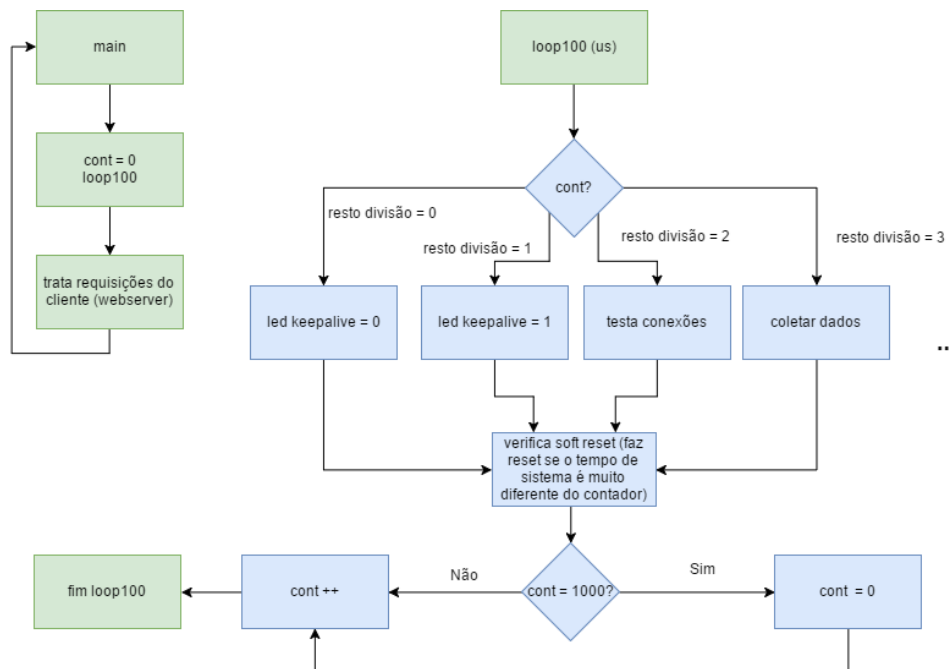 main
cont = 0
loop100
trata requisições do
cliente (webserver)
loop100 (us)
cont?
resto divisão = 0
resto divisão = 1
resto divisão = 2
resto divisão = 3
led keepalive = 0
led keepalive = 1
testa conexões
coletar dados
..
verifica soft reset (faz
reset se o tempo de
sistema é muito
diferente do contador)
fim loop100
cont ++
Não
cont = 1000?
Sim
cont = 0